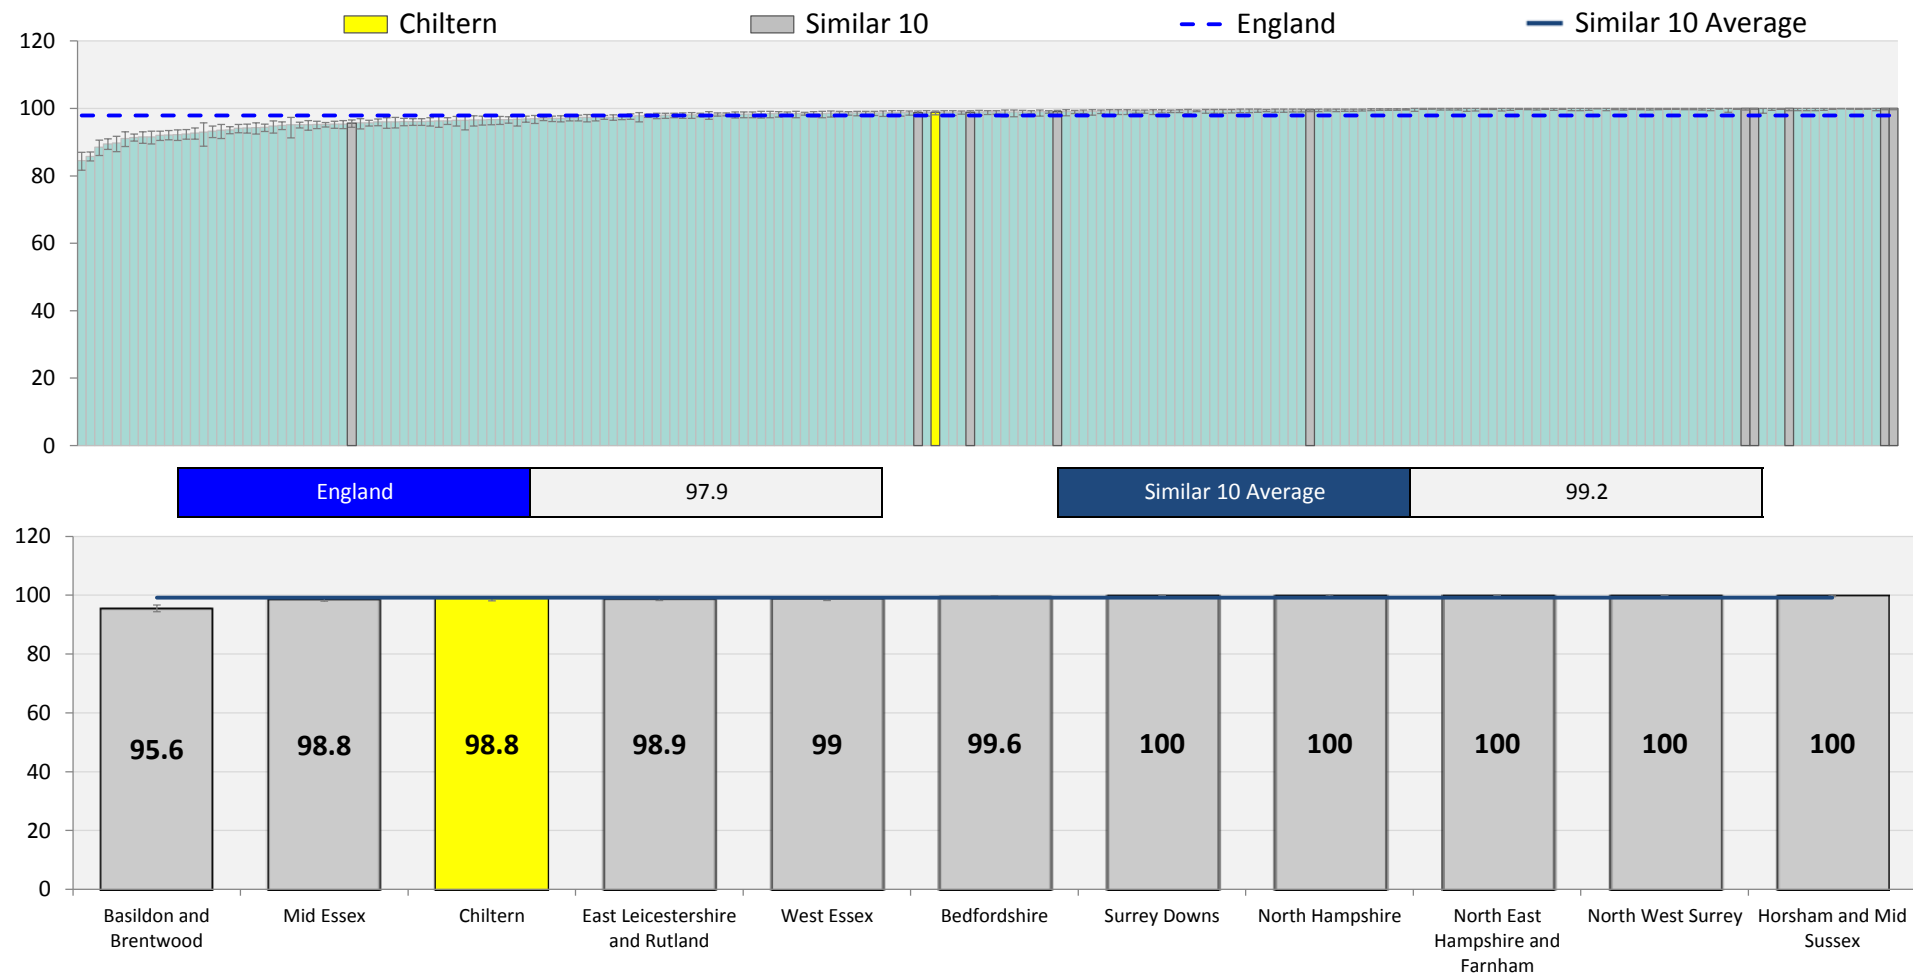 Chiltern
Similar 10
England
Similar 10 Average
120
100
80
60
40
20
0
England
97.9
Similar 10 Average
99.2
120
100
80
60
40
20
0
95.6
98.8
98.8
98.9
99
99.6
100
100
100
100
100
Basildon and
Brentwood
Mid Essex
Chiltern
East Leicestershire
and Rutland
West Essex
Bedfordshire
Surrey Downs
North Hampshire
North East
Hampshire and
Farnham
North West Surrey
Horsham and Mid
Sussex